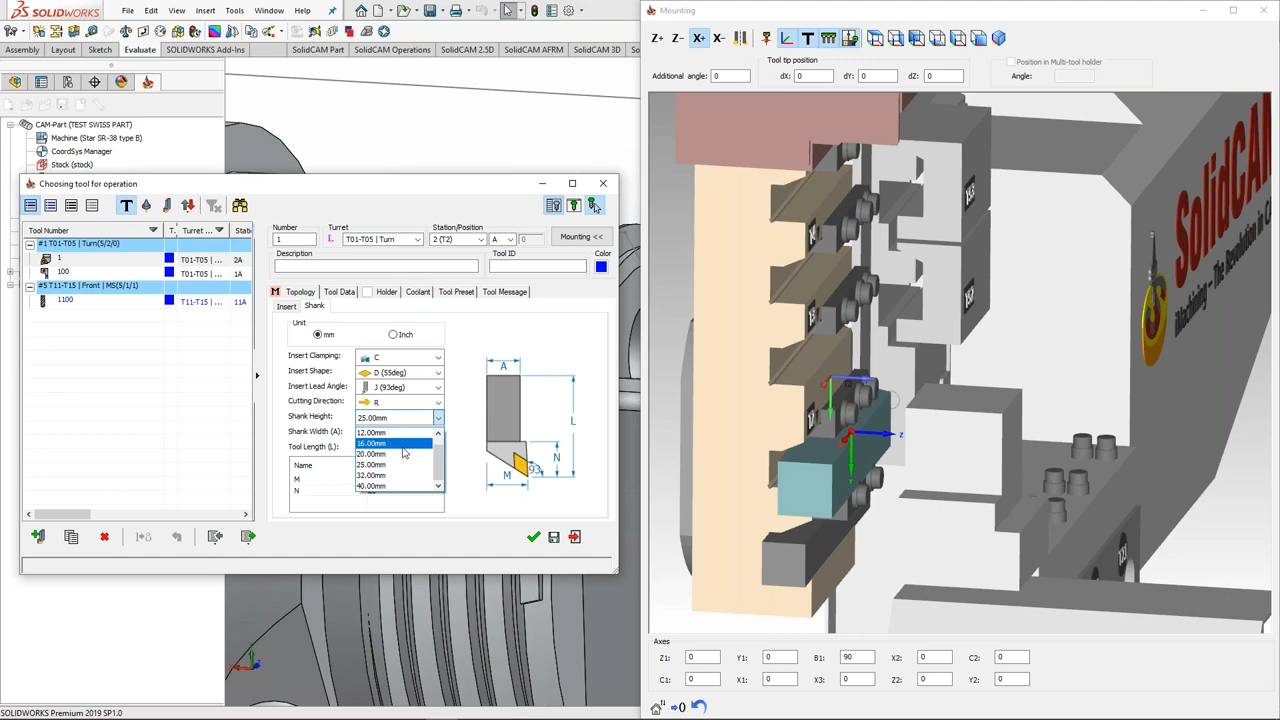 SOLIDWORKS
File
Edit
View
Insert
Tools
Window
Help
Mounting
Assembly
Layout
Sketch
Evaluate
SOLIDWORKS Add-Ins
SolidCAM Part
SolidCAM Operations
SolidCAM 2.5D
SolidCAM AFRM
SolidCAM 3D
Z+
Z-
X+
X-
Additional angle:
0
Tool tip position
dX:
0
dY:
0
dZ:
0
Position in Multi-tool holder
Angle:
CAM-Part (TEST SWISS PART)
Machine (Star SR-38 type B)
CoordSys Manager
Stock (stock)
Choosing tool for operation
Tool Number
T..
Turret ...
Stati
#1 T01-T05 | Turn(5/2/0)
1
T01-T05 | ...
2A
100
T01-T05 | ...
1A
#5 T11-T15 | Front | MS(5/1/1)
1100
T11-T15 | ...
11A
Number
Turret
Station/Position
1
L
T01-T05 | Turn
2 (T2)
A
0
Mounting <<
Description
Tool ID
Color
Topology
Tool Data
Holder
Coolant
Tool Preset
Tool Message
Insert
Shank
Unit
mm
Inch
Insert Clamping:
C
Insert Shape:
D (55deg)
Insert Lead Angle:
J (93deg)
Cutting Direction:
R
Shank Height:
25.00mm
Shank Width (A):
Tool Length (L):
12.00mm
16.00mm
20.00mm
25.00mm
32.00mm
40.00mm
Name
M
N
A
L
N
93
M
z
SolidCAM
iMachining - The Revolution in C
Axes
Z1:
0
Y1:
0
B1:
90
X2:
0
C2:
0
C1:
0
X1:
0
X3:
0
Z2:
0
Y2:
0
SOLIDWORKS Premium 2019 SP1.0